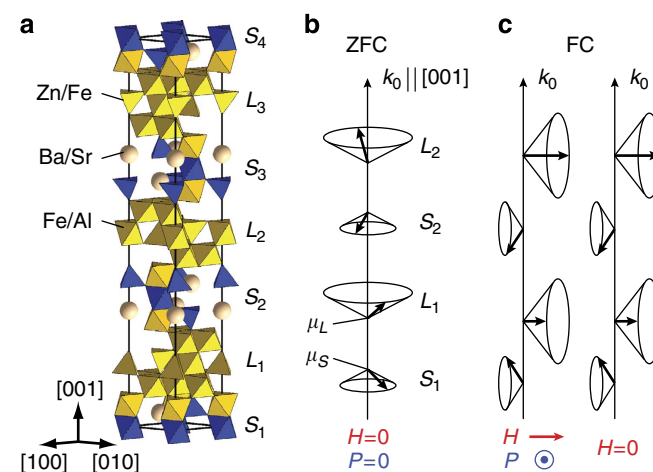 a
S4
Zn/Fe
L3
Ba/Sr
S3
Fe/Al
L2
S2
L1
[001]
S1
[100] [010]
b
ZFC
k0 || [001]
L2
S2
L1
μL
μS
S1
H=0
P=0
c
FC
k0 k0
H
P
H=0